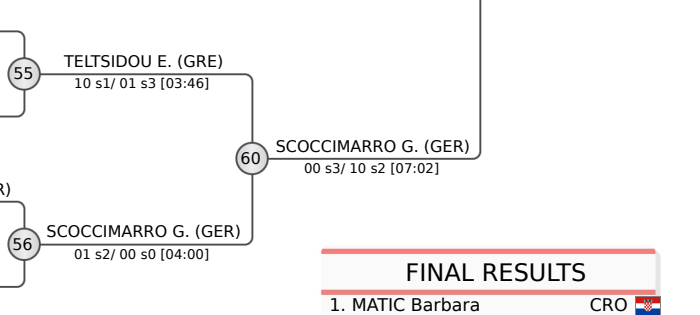 55
TELTSIDOU E. (GRE)
10 s1/ 01 s3 [03:46]
60
SCOCCIMARRO G. (GER)
00 s3/ 10 s2 [07:02]
R)
56
SCOCCIMARRO G. (GER)
01 s2/ 00 s0 [04:00]
FINAL RESULTS
1. MATIC Barbara CRO